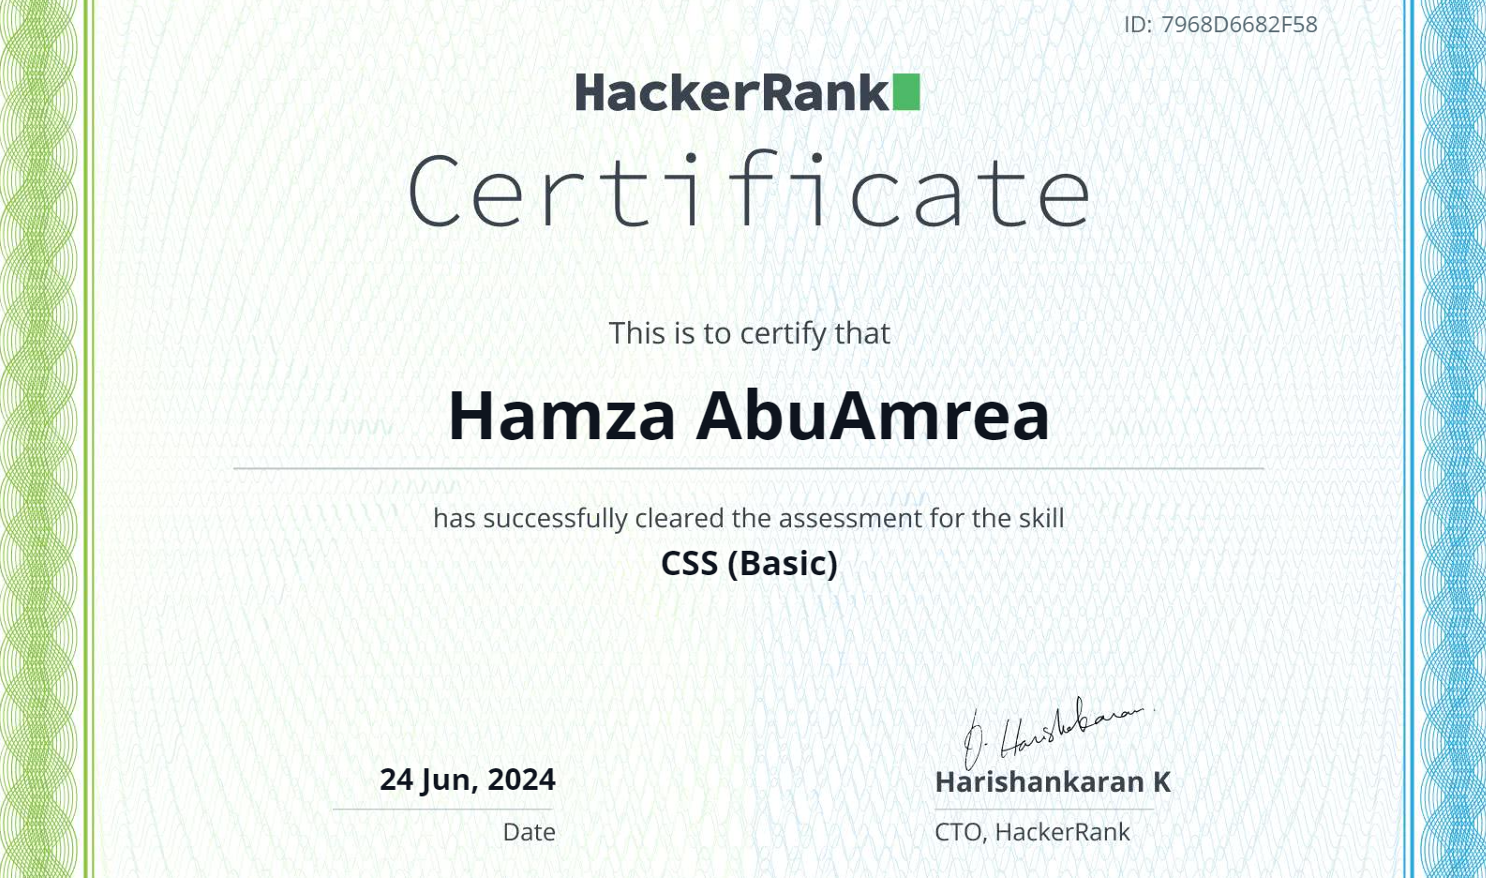 ID: 7968D6682F58
HackerRank
Certificate
This is to certify that
Hamza AbuAmrea
has successfully cleared the assessment for the skill
CSS (Basic)
24 Jun, 2024
Date
Harishankaran K
CTO, HackerRank